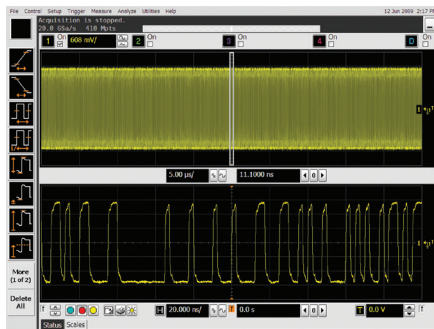 File Control Setup Trigger Measure Analyze Utilities Help 12 Jun 2009 2:17 PM
Acquisition is stopped.
20.0 GSa/s 410 Mpts
1 On 608 mV/ 2 On 3 On 4 On D On
5.00 µs/ 11.1000 ns 0
More
(1 of 2)
Delete
All
H 20.000 ns/ 0.0 s 0 T 0.0 V
Status Scales